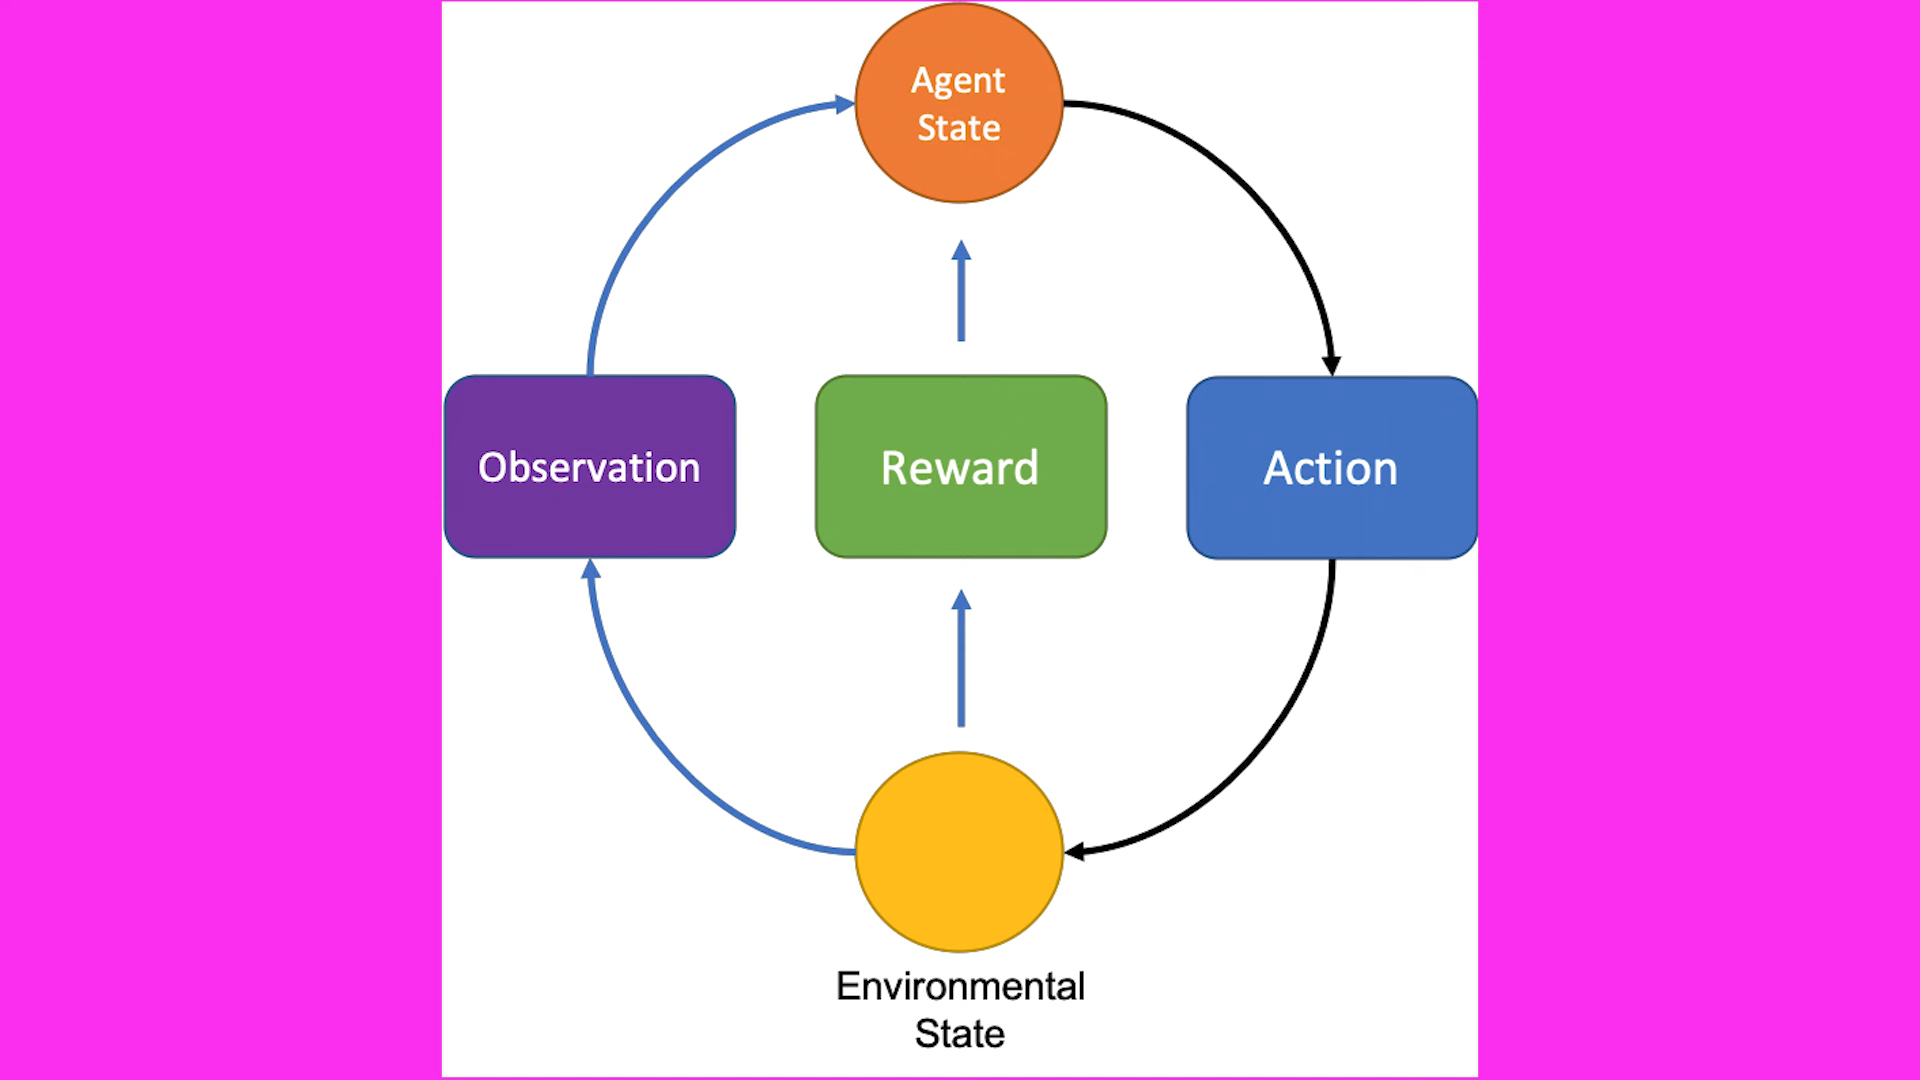 Agent
State
Observation
Reward
Action
Environmental
State